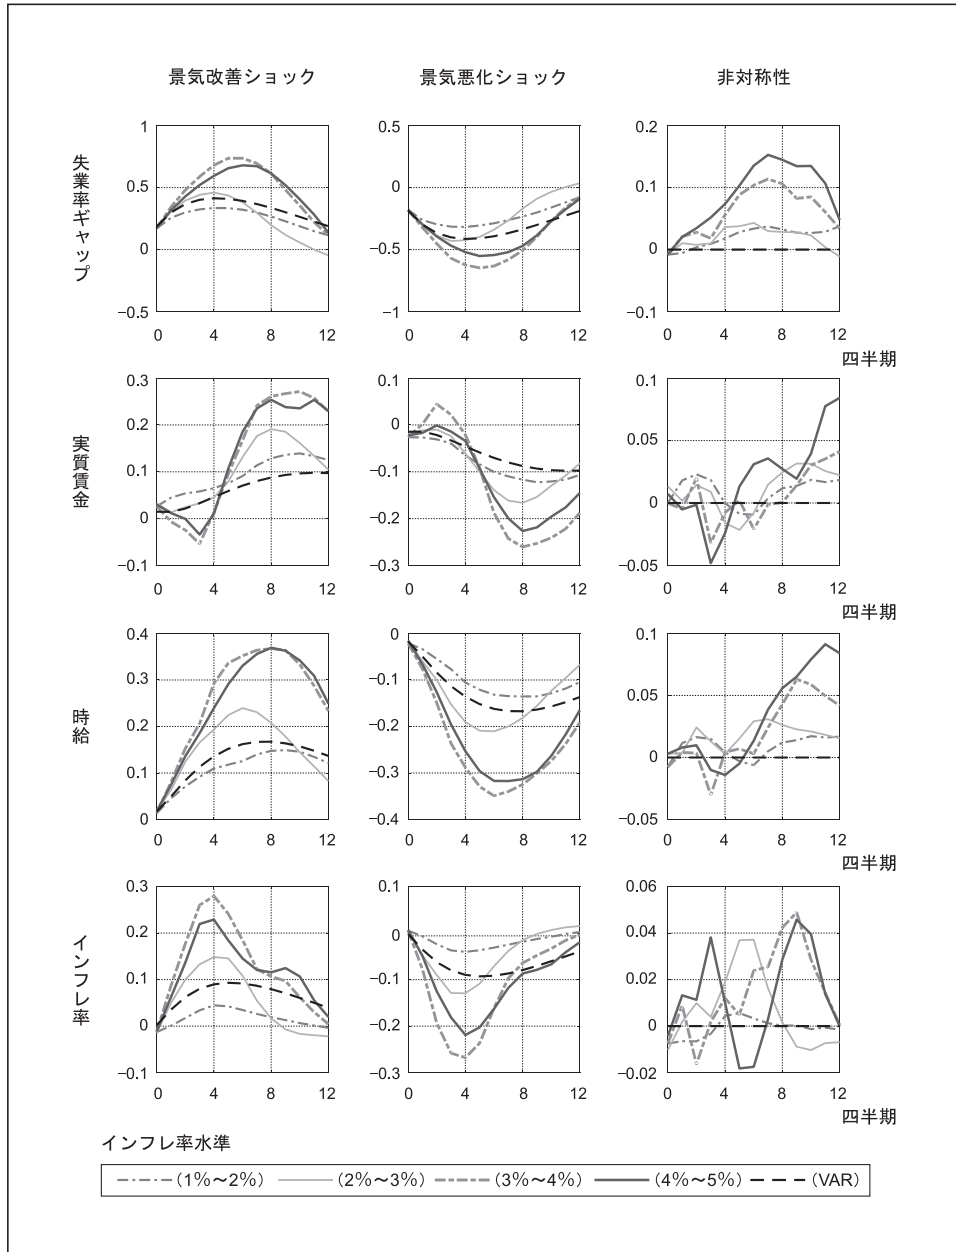 景気改善ショック 景気悪化ショック 非対称性
失業率ギャップ
1 0.5 0.2
0.5 0 0.1
0 −0.5 0
−0.5 −1 −0.1
0 4 8 12 0 4 8 12 0 4 8 12
四半期
実質賃金
0.3 0.1 0.1
0.2 0 0.05
0.1 −0.1 0
0 −0.2
−0.1 −0.3 −0.05
0 4 8 12 0 4 8 12 0 4 8 12
四半期
時給
0.4 0 0.1
0.3 −0.1 0.05
0.2 −0.2 0
0.1 −0.3
0 −0.4 −0.05
0 4 8 12 0 4 8 12 0 4 8 12
四半期
インフレ率
0.3 0.1 0.06
0.2 0 0.04
0.1 −0.1 0.02
0 −0.2 0
−0.1 −0.3 −0.02
0 4 8 12 0 4 8 12 0 4 8 12
四半期
インフレ率水準
(1%～2%) (2%～3%) (3%～4%) (4%～5%) (VAR)